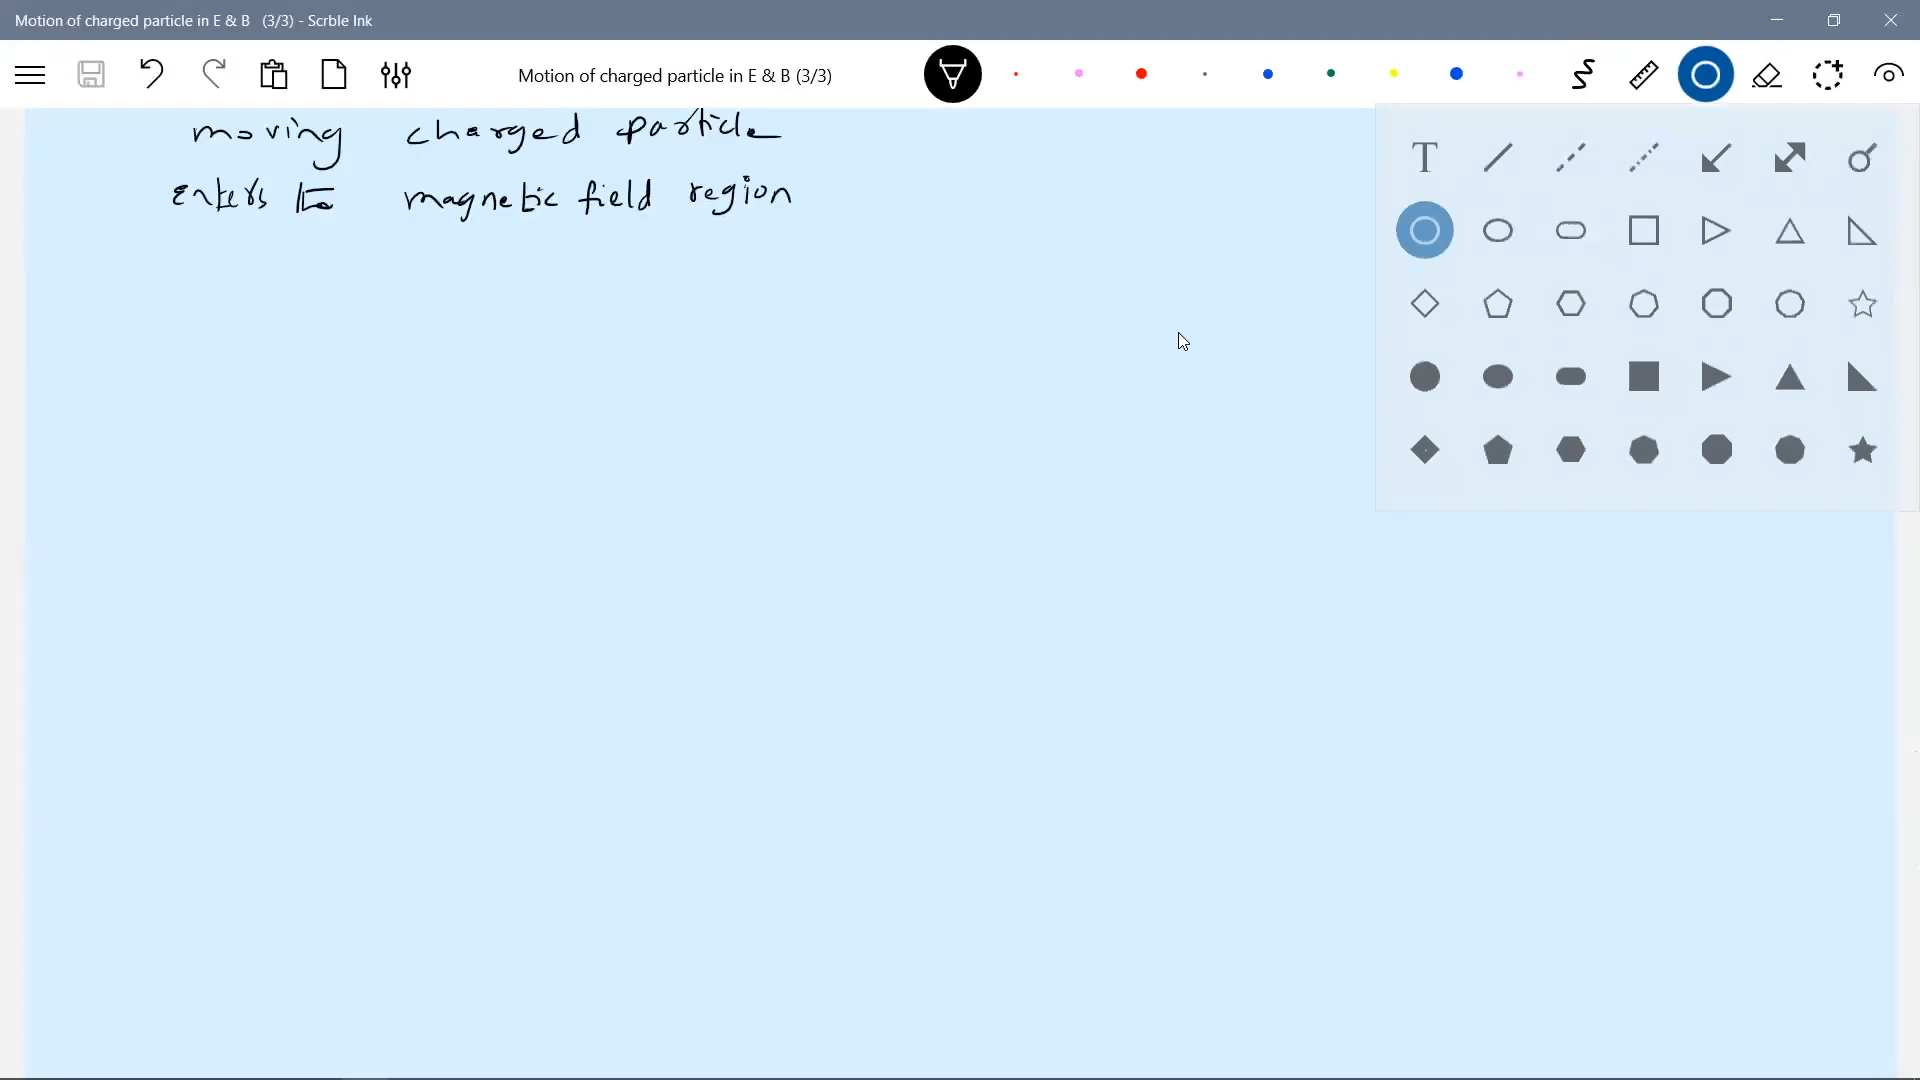 Motion of charged particle in E & B   (3/3) - Scrble Ink
Motion of charged particle in E & B (3/3)
T
moving charged particle
enters to magnetic field region